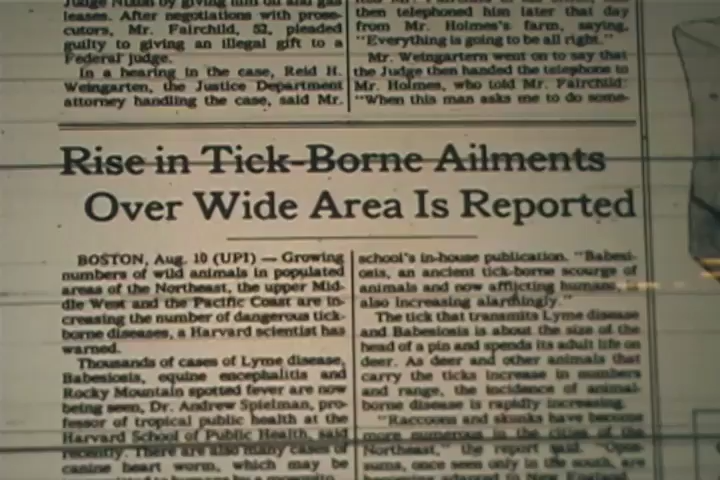 Judge Nixon by giving him oil and gas
leases. After negotiations with prose-
cutors, Mr. Fairchild, 52, pleaded
guilty to giving an illegal gift to a
Federal judge.
In a hearing in the case, Reid H.
Weingarten, the Justice Department
attorney handling the case, said Mr.
then telephoned him later that day
from Mr. Holmes's farm, saying,
"Everything is going to be all right."
Mr. Weingartern went on to say that
the Judge then handed the telephone to
Mr. Holmes, who told Mr. Fairchild:
"When this man asks me to do some-
Rise in Tick-Borne Ailments
Over Wide Area Is Reported
BOSTON, Aug. 10 (UPI) — Growing
numbers of wild animals in populated
areas of the Northeast, the upper Mid-
dle West and the Pacific Coast are in-
creasing the number of dangerous tick-
borne diseases, a Harvard scientist has
warned.
Thousands of cases of Lyme disease,
Babesiosis, equine encephalitis and
Rocky Mountain spotted fever are now
being seen, Dr. Andrew Spielman, pro-
fessor of tropical public health at the
Harvard School of Public Health, said
recently. There are also many cases of
canine heart worm, which may be
school's in-house publication. "Babesi-
osis, an ancient tick-borne scourge of
animals and now afflicting humans,
also increasing alarmingly."
The tick that transmits Lyme disease
and Babesiosis is about the size of the
head of a pin and spends its adult life on
deer. As deer and other animals that
carry the ticks increase in numbers
and range, the incidence of animal-
borne disease is rapidly increasing.
"Raccoons and skunks have become
more numerous in the cities of the
Northeast," the report said. "Opos-
sums, once seen only in the south, are